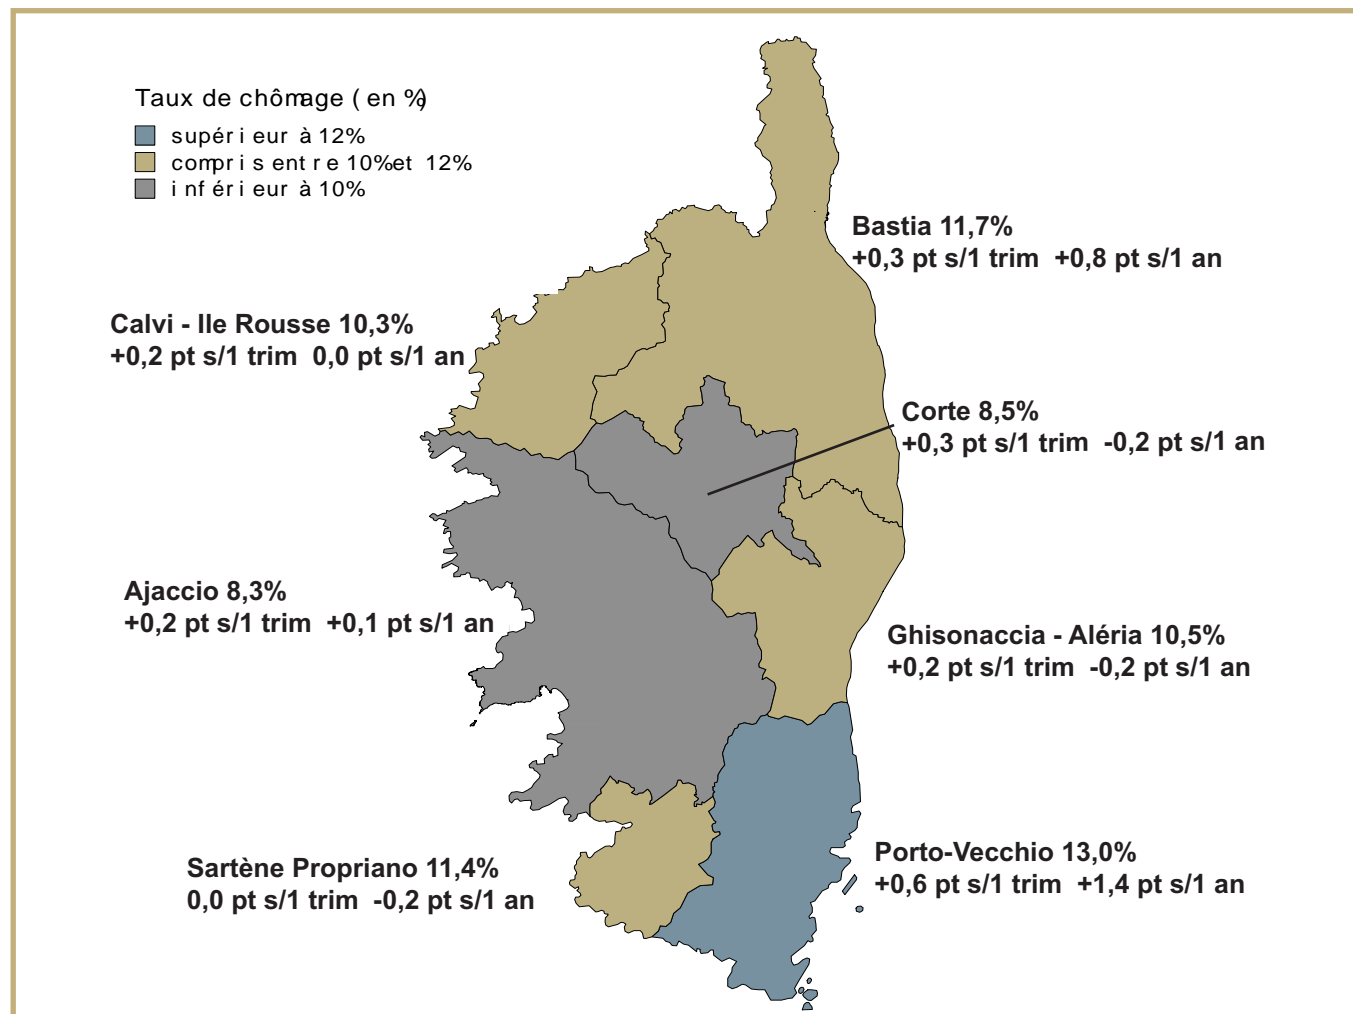 Taux de chômage ( en %)
supérieur à 12%
compris entre 10% et 12%
inférieur à 10%
Bastia 11,7%
+0,3 pt s/1 trim +0,8 pt s/1 an
Calvi - Ile Rousse 10,3%
+0,2 pt s/1 trim 0,0 pt s/1 an
Corte 8,5%
+0,3 pt s/1 trim -0,2 pt s/1 an
Ajaccio 8,3%
+0,2 pt s/1 trim +0,1 pt s/1 an
Ghisonaccia - Aléria 10,5%
+0,2 pt s/1 trim -0,2 pt s/1 an
Sartène Propriano 11,4%
0,0 pt s/1 trim -0,2 pt s/1 an
Porto-Vecchio 13,0%
+0,6 pt s/1 trim +1,4 pt s/1 an